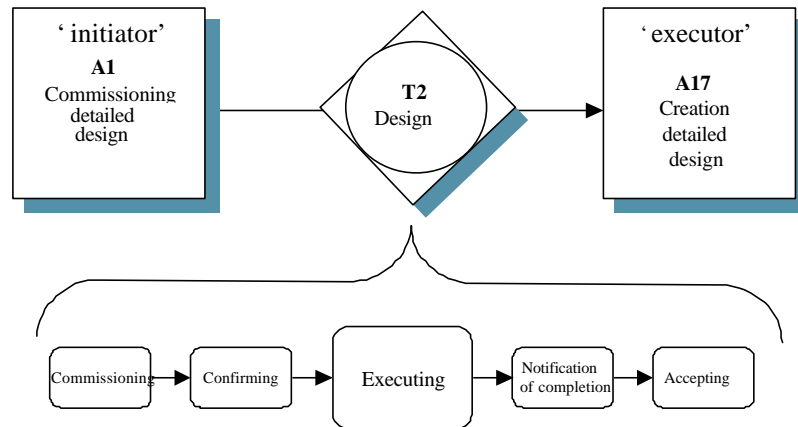 ‘ initiator’
A1
Commissioning
detailed
design
T2
Design
‘executor’
A17
Creation
detailed
design
Commissioning
Confirming
Executing
Notification
of completion
Accepting